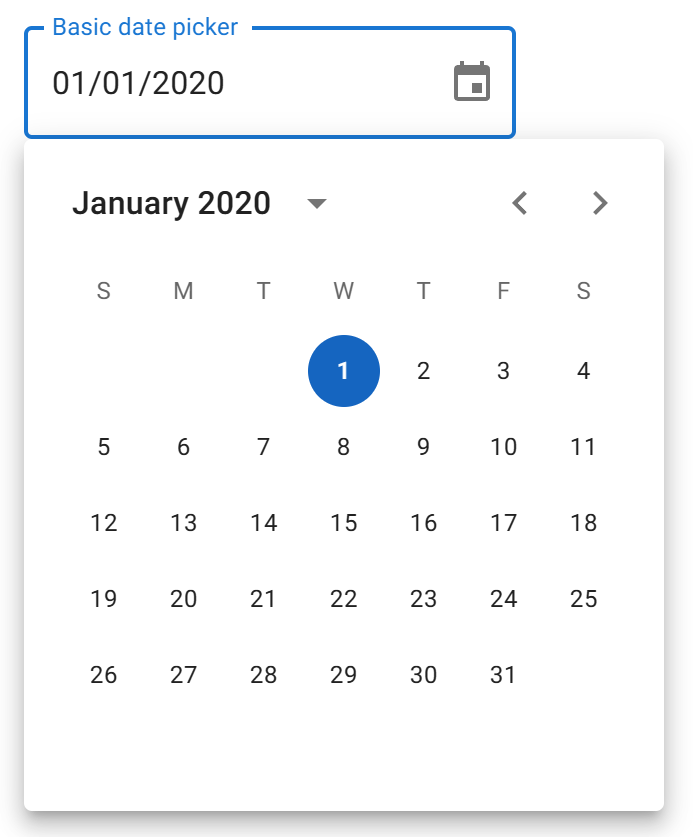 Basic date picker
01/01/2020
January 2020
S M T W T F S
1 2 3 4
5 6 7 8 9 10 11
12 13 14 15 16 17 18
19 20 21 22 23 24 25
26 27 28 29 30 31